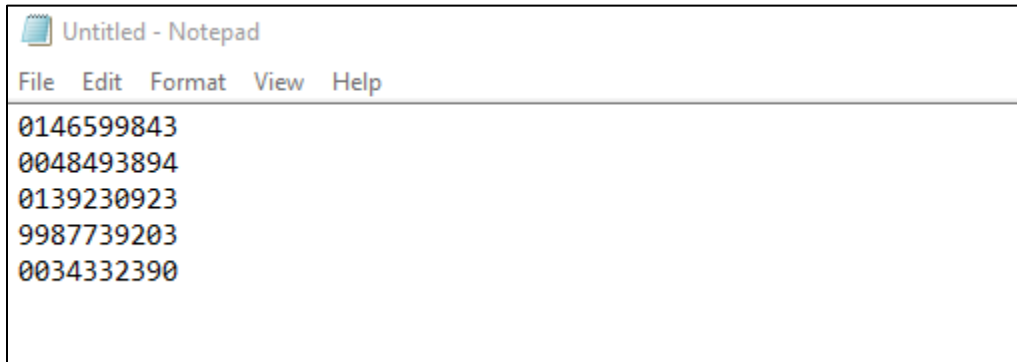 Untitled - Notepad
File Edit Format View Help
0146599843
0048493894
0139230923
9987739203
0034332390